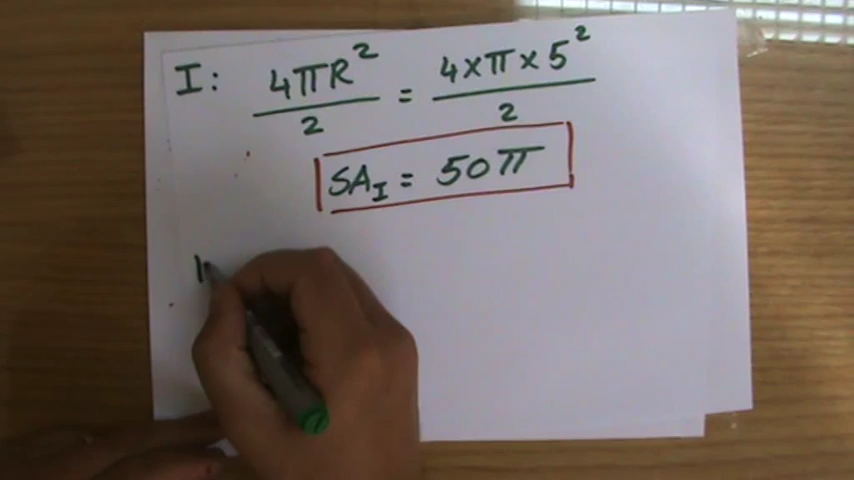 I: 4πR² / 2 = 4×π×5² / 2
SA_I = 50π